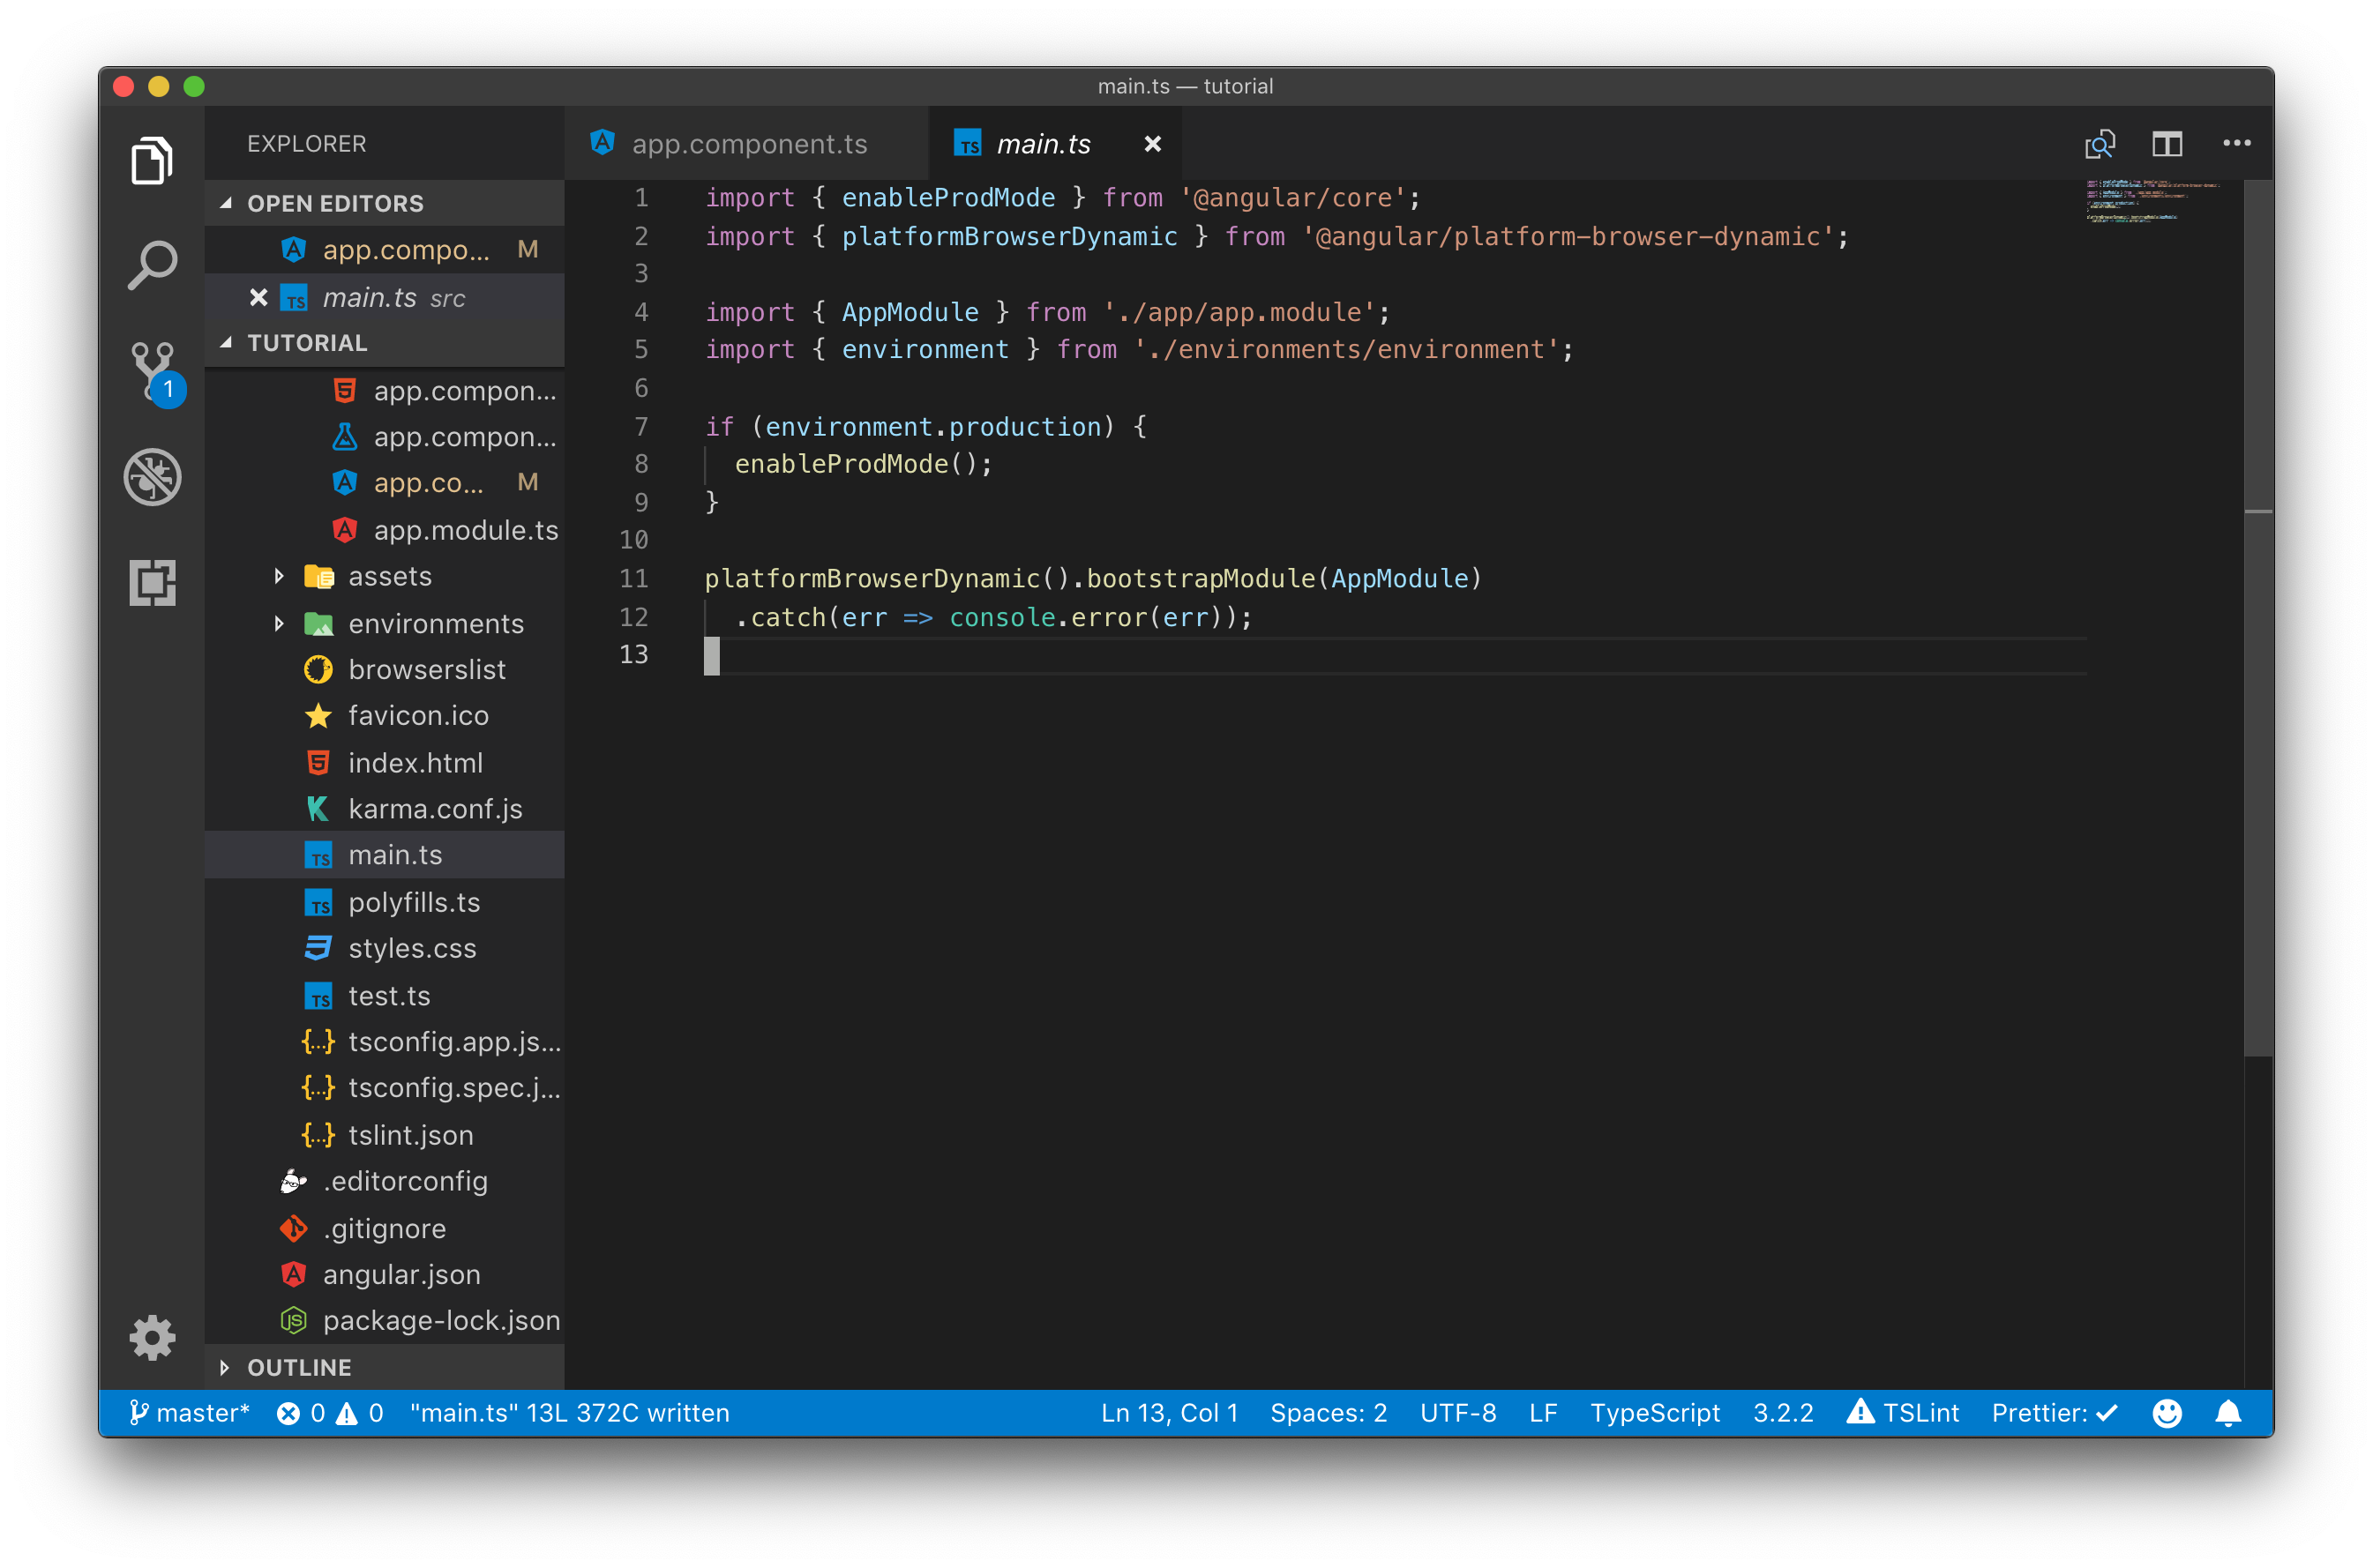 main.ts — tutorial
EXPLORER
OPEN EDITORS
app.compo... M
main.ts src
TUTORIAL
1
app.compon...
app.compon...
app.co... M
app.module.ts
assets
environments
browserslist
favicon.ico
index.html
karma.conf.js
main.ts
polyfills.ts
styles.css
test.ts
tsconfig.app.js...
tsconfig.spec.j...
tslint.json
.editorconfig
.gitignore
angular.json
package-lock.json
OUTLINE
app.component.ts main.ts
1 import { enableProdMode } from '@angular/core';
2 import { platformBrowserDynamic } from '@angular/platform-browser-dynamic';
3
4 import { AppModule } from './app/app.module';
5 import { environment } from './environments/environment';
6
7 if (environment.production) {
8   enableProdMode();
9 }
10
11 platformBrowserDynamic().bootstrapModule(AppModule)
12   .catch(err => console.error(err));
13
master* 0 0 "main.ts" 13L 372C written Ln 13, Col 1 Spaces: 2 UTF-8 LF TypeScript 3.2.2 TSLint Prettier: ✓